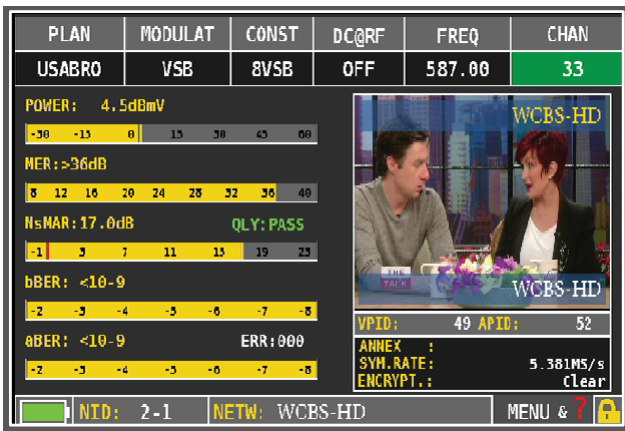 PLAN MODULAT CONST DC@RF FREQ CHAN
USABRO VSB 8VSB OFF 587.00 33
POWER: 4.5dBmV
-30 -15 0 15 30 45 60
MER:>36dB
8 12 16 20 24 28 32 36 40
NsMAR:17.0dB QLY:PASS
-1 3 7 11 15 19 23
bBER: <10-9
-2 -3 -4 -5 -6 -7 -8
aBER: <10-9 ERR:000
-2 -3 -4 -5 -6 -7 -8
WCBS-HD
THE TALK
WCBS-HD
VPID: 49 APID: 52
ANNEX :
SYM.RATE: 5.381MS/s
ENCRYPT.: Clear
NID: 2-1 NETW: WCBS-HD MENU & ?